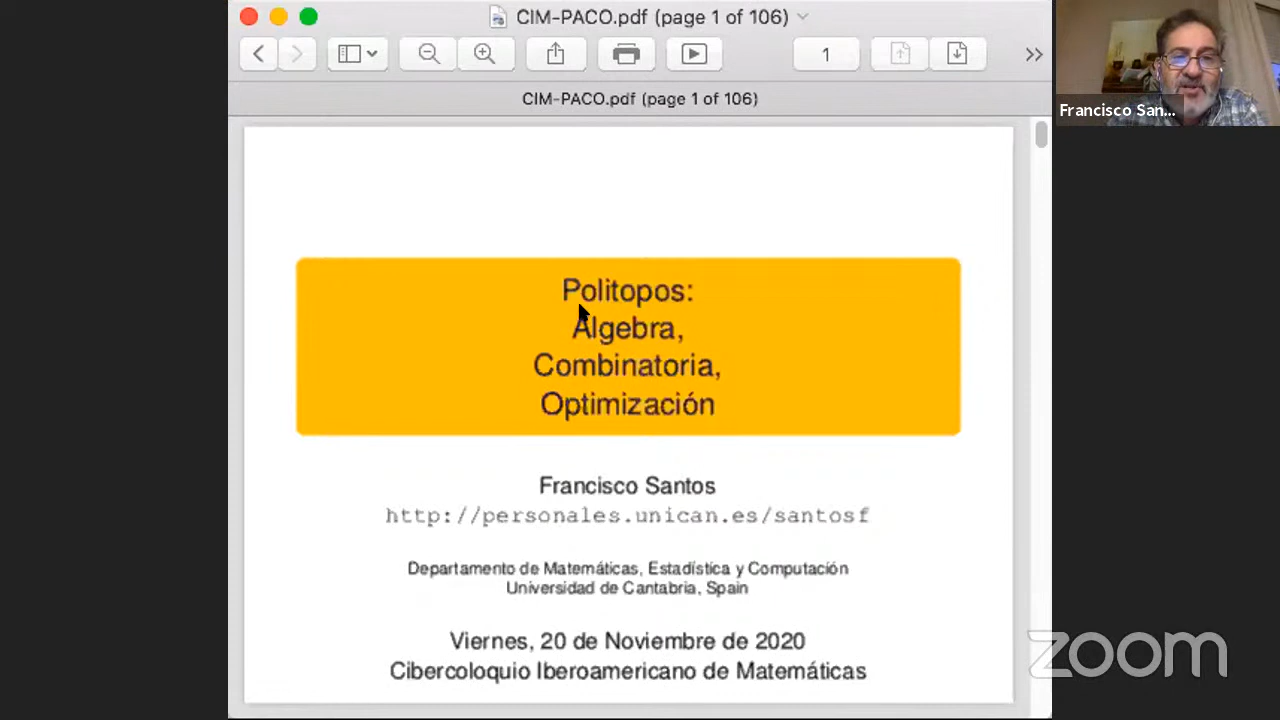 CIM-PACO.pdf (page 1 of 106)
1
CIM-PACO.pdf (page 1 of 106)
Francisco San...
Politopos:
Álgebra,
Combinatoria,
Optimización
Francisco Santos
http://personales.unican.es/santosf
Departamento de Matemáticas, Estadística y Computación
Universidad de Cantabria, Spain
Viernes, 20 de Noviembre de 2020
Cibercoloquio Iberoamericano de Matemáticas
zoom